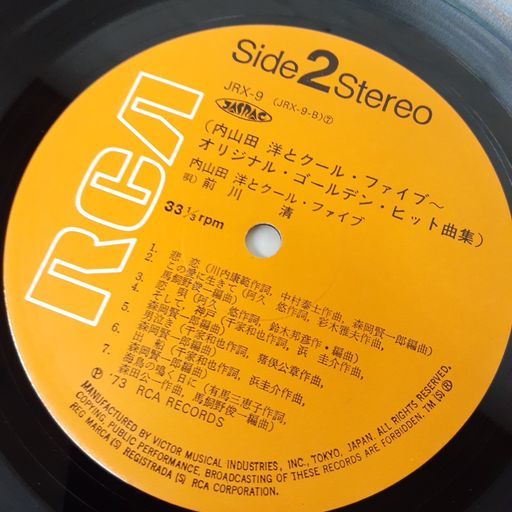 Side 2 Stereo
JRX-9 (JRX-9-B)⑦
JASRAC
RCA
(内山田 洋とクール・ファイブ～
オリジナル・ゴールデン・ヒット曲集)
内山田 洋とクール・ファイブ
唄) 前川 清
33 1/3 rpm
1. 悲 恋 (川内康範作詞, 中村泰士作曲, 森岡賢一郎編曲)
2. この愛に生きて (阿久 悠作詞, 彩木雅夫作曲,
馬飼野俊一編曲)
3. 恋 唄 (阿久 悠作詞, 鈴木邦彦作・編曲)
4. そして, 神戸 (千家和也作詞, 浜 圭介作曲,
森岡賢一郎編曲)
5. 男泣き (千家和也作詞, 猪俣公章作曲,
森岡賢一郎編曲)
6. 出 船 (千家和也作詞, 浜圭介作曲,
森岡賢一郎編曲)
7. 海鳥の鳴く日に (有馬三恵子作詞,
森田公一作曲, 馬飼野俊一編曲)
Ⓟ '73 RCA RECORDS
MANUFACTURED BY VICTOR MUSICAL INDUSTRIES, INC., TOKYO, JAPAN. ALL RIGHTS RESERVED.
COPYING, PUBLIC PERFORMANCE, BROADCASTING OF THESE RECORDS ARE FORBIDDEN. TM(S)®
REG MARCA(S) REGISTRADA(S) RCA CORPORATION.